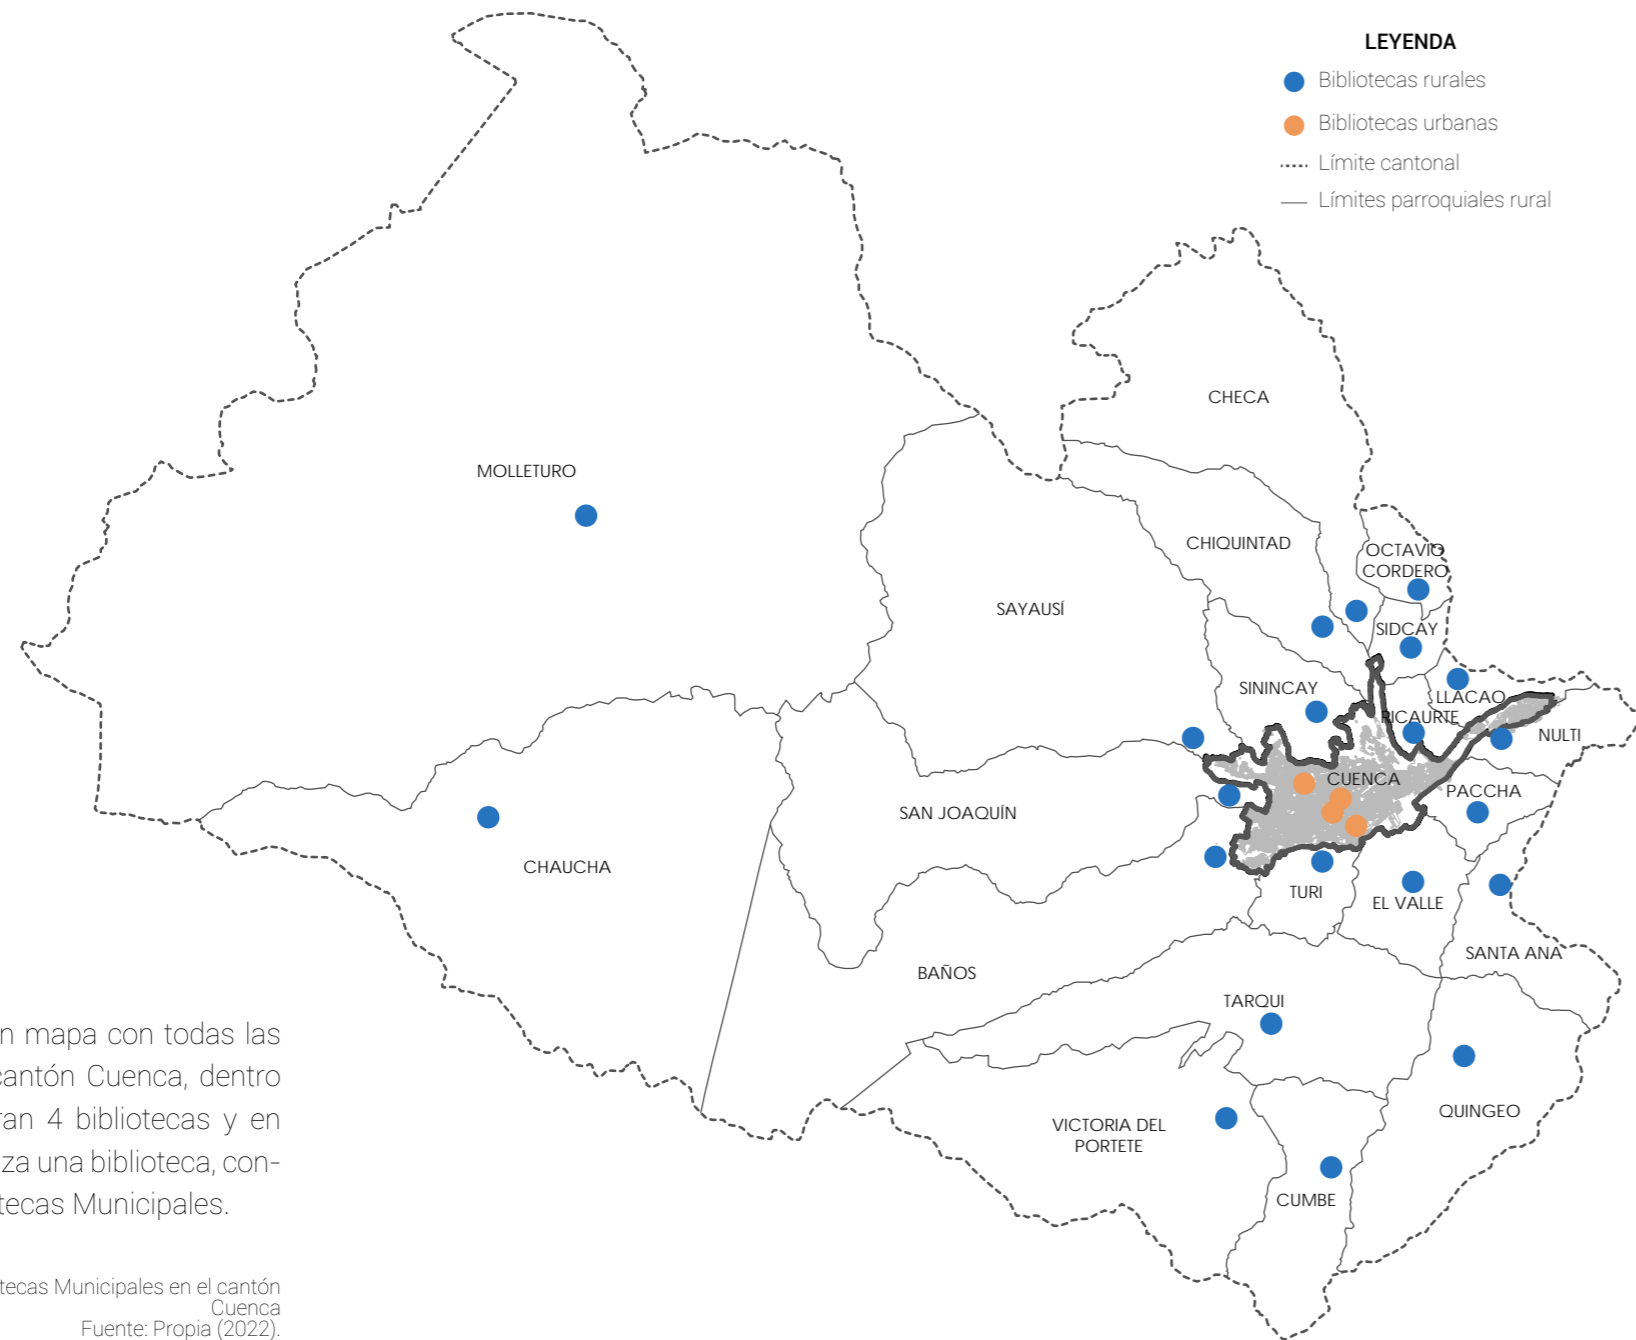 LEYENDA
Bibliotecas rurales
Bibliotecas urbanas
Límite cantonal
Límites parroquiales rural
CHECA
MOLLETURO
CHIQUINTAD
OCTAVIO
CORDERO
SAYAUSÍ
SIDCAY
SININCAY
LLACAO
RICAURTE
NULTI
CUENCA
PACCHA
SAN JOAQUÍN
CHAUCHA
TURI
EL VALLE
SANTA ANA
BAÑOS
TARQUI
QUINGEO
VICTORIA DEL
PORTETE
CUMBE
n mapa con todas las
cantón Cuenca, dentro
ran 4 bibliotecas y en
za una biblioteca, con-
tecas Municipales.
tecas Municipales en el cantón
Cuenca
Fuente: Propia (2022).